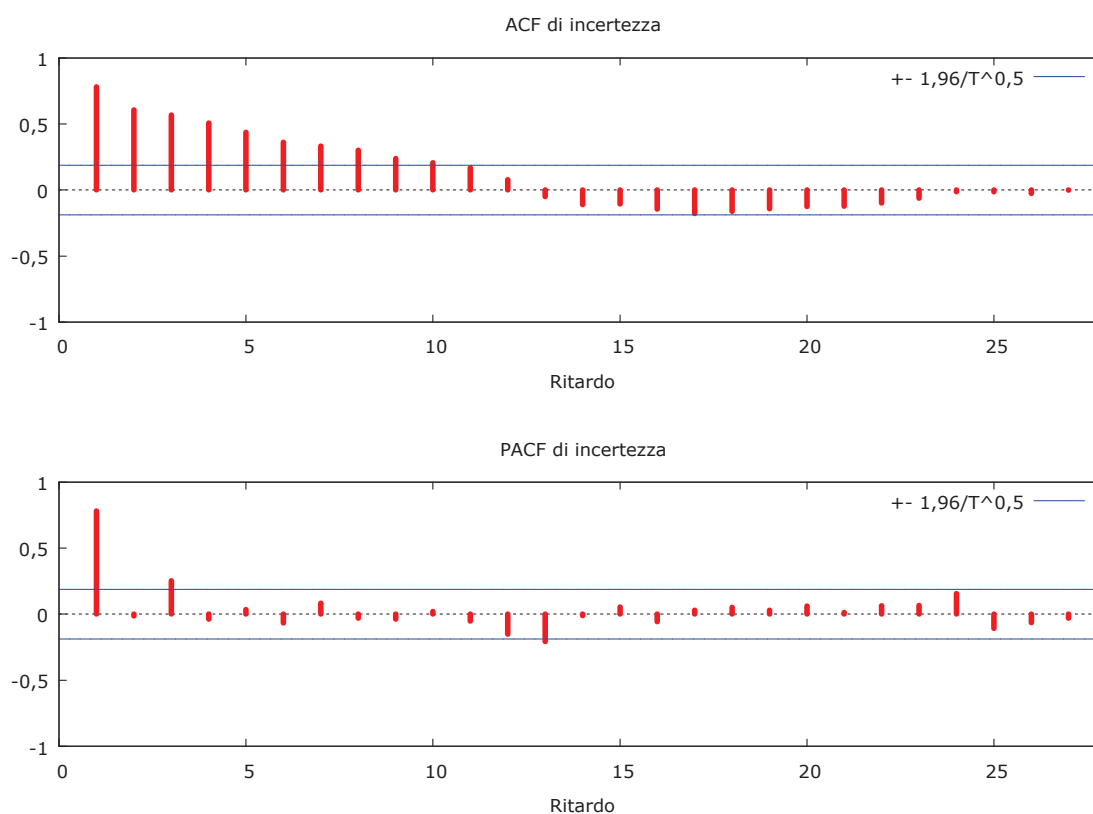 ACF di incertezza
1
0,5
0
-0,5
-1
+- 1,96/T^0,5
0 5 10 15 20 25
Ritardo
PACF di incertezza
1
0,5
0
-0,5
-1
+- 1,96/T^0,5
0 5 10 15 20 25
Ritardo